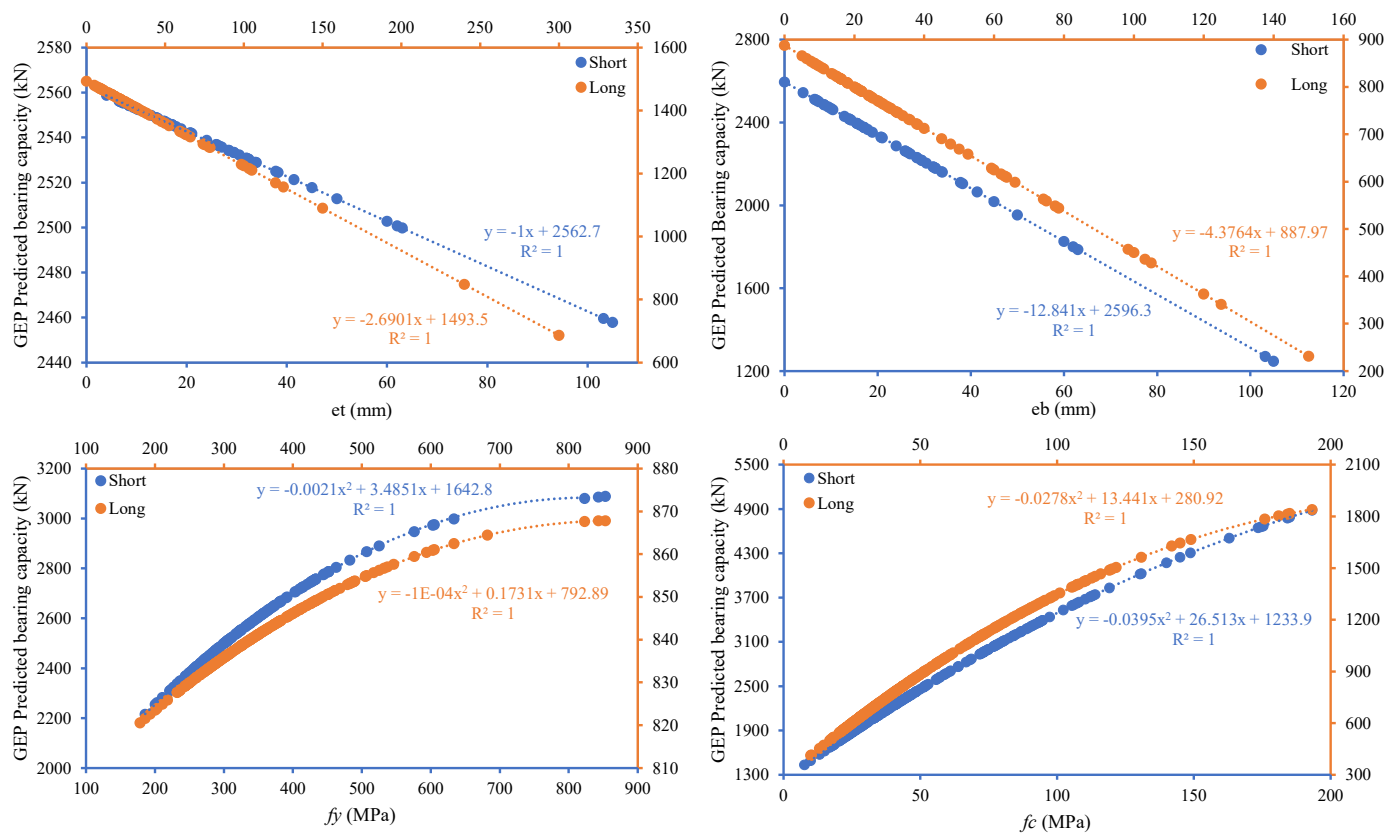 0 50 100 150 200 250 300 350
2580 1600
Short
Long
2560 1400
2540
2520 1200
2500 1000
2480
2460 800
2440 600
GEP Predicted bearing capacity (kN)
y = -1x + 2562.7
R² = 1
y = -2.6901x + 1493.5
R² = 1
0 20 40 60 80 100
et (mm)
0 20 40 60 80 100 120 140 160
2800 900
Short
Long
800
2400 700
2000 600
500
1600 400
300
1200 200
GEP Predicted Bearing capacity (kN)
y = -4.3764x + 887.97
R² = 1
y = -12.841x + 2596.3
R² = 1
0 20 40 60 80 100 120
eb (mm)
100 200 300 400 500 600 700 800 900
3200 880
Short
Long
3000 870
2800 860
850
2600 840
2400 830
2200 820
2000 810
GEP Predicted bearing capacity (kN)
y = -0.0021x² + 3.4851x + 1642.8
R² = 1
y = -1E-04x² + 0.1731x + 792.89
R² = 1
100 200 300 400 500 600 700 800 900
fy (MPa)
0 50 100 150 200
5500 2100
Short
Long
4900 1800
4300 1500
3700
3100 1200
2500 900
1900 600
1300 300
GEP Predicted bearing capacity (kN)
y = -0.0278x² + 13.441x + 280.92
R² = 1
y = -0.0395x² + 26.513x + 1233.9
R² = 1
0 50 100 150 200
fc (MPa)